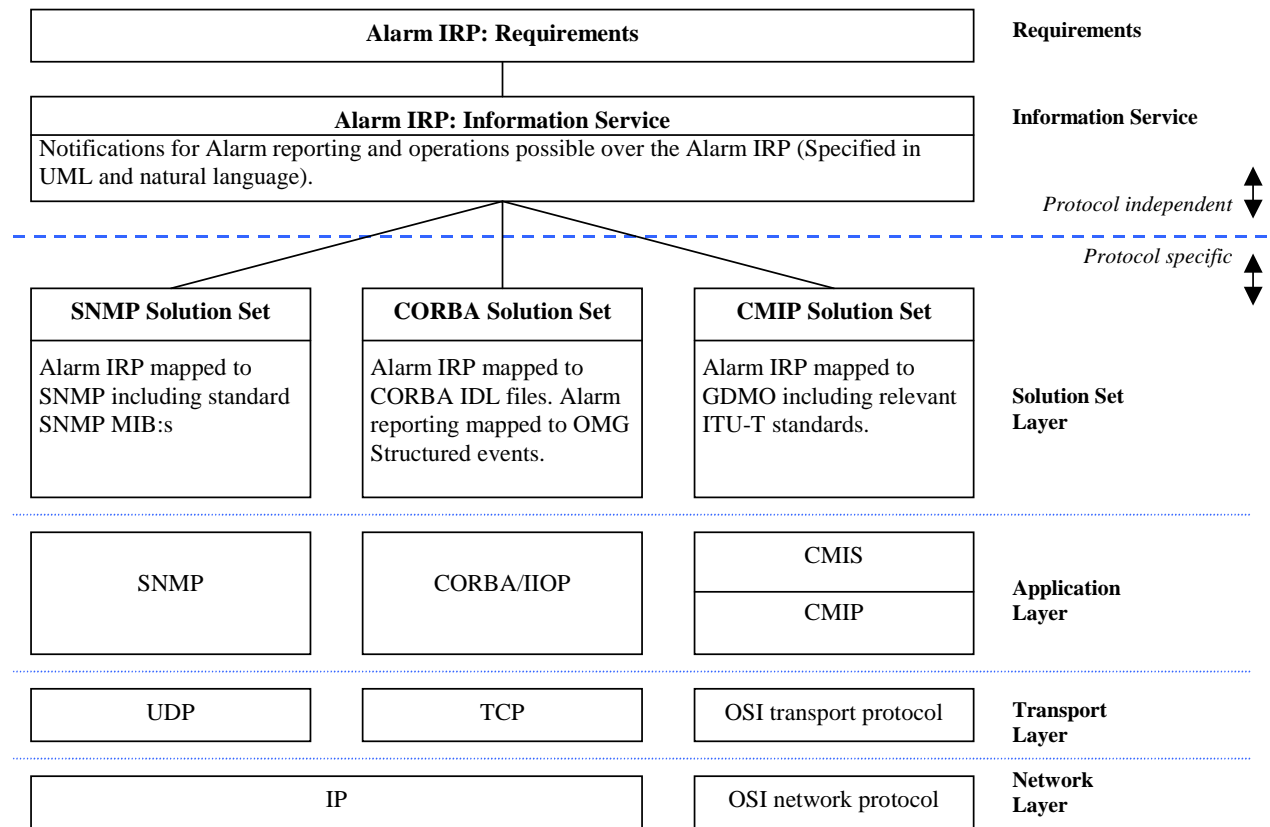 Alarm IRP: Requirements
Requirements
Alarm IRP: Information Service
Information Service
Notifications for Alarm reporting and operations possible over the Alarm IRP (Specified in
UML and natural language).
Protocol independent
Protocol specific
SNMP Solution Set
Alarm IRP mapped to
SNMP including standard
SNMP MIB:s
CORBA Solution Set
Alarm IRP mapped to
CORBA IDL files. Alarm
reporting mapped to OMG
Structured events.
CMIP Solution Set
Alarm IRP mapped to
GDMO including relevant
ITU-T standards.
Solution Set
Layer
SNMP
CORBA/IIOP
CMIS
CMIP
Application
Layer
UDP
TCP
OSI transport protocol
Transport
Layer
IP
OSI network protocol
Network
Layer